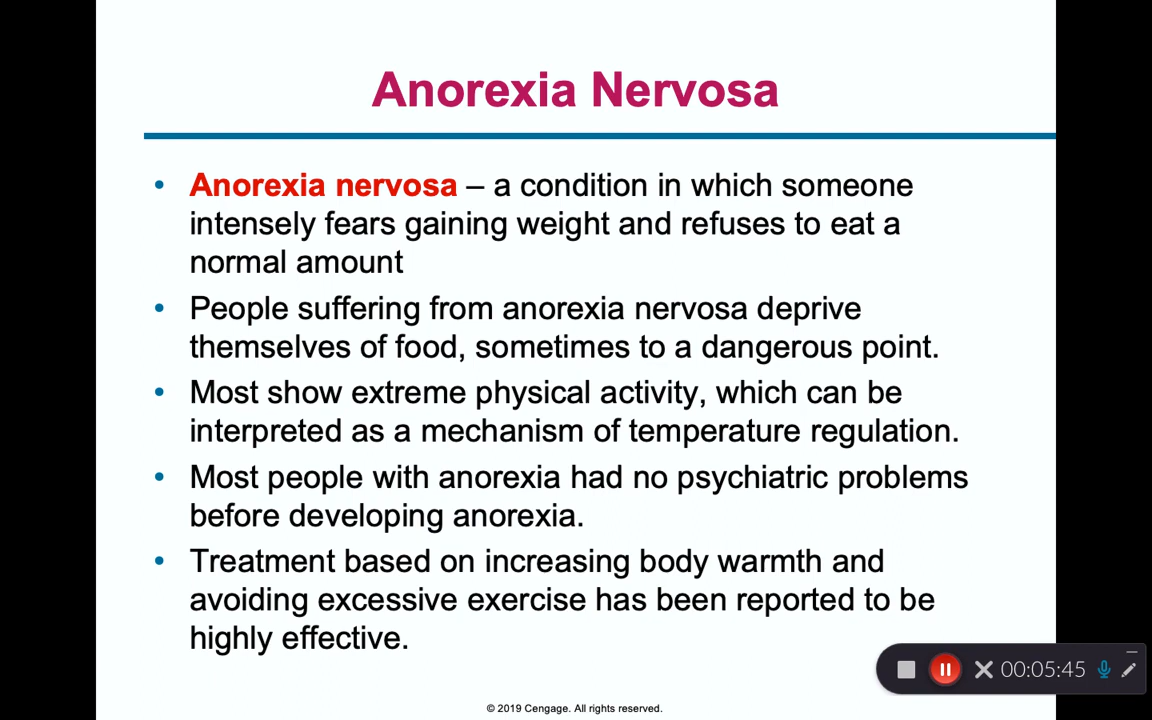 Anorexia Nervosa
• Anorexia nervosa – a condition in which someone
intensely fears gaining weight and refuses to eat a
normal amount
• People suffering from anorexia nervosa deprive
themselves of food, sometimes to a dangerous point.
• Most show extreme physical activity, which can be
interpreted as a mechanism of temperature regulation.
• Most people with anorexia had no psychiatric problems
before developing anorexia.
• Treatment based on increasing body warmth and
avoiding excessive exercise has been reported to be
highly effective.
00:05:45
© 2019 Cengage. All rights reserved.